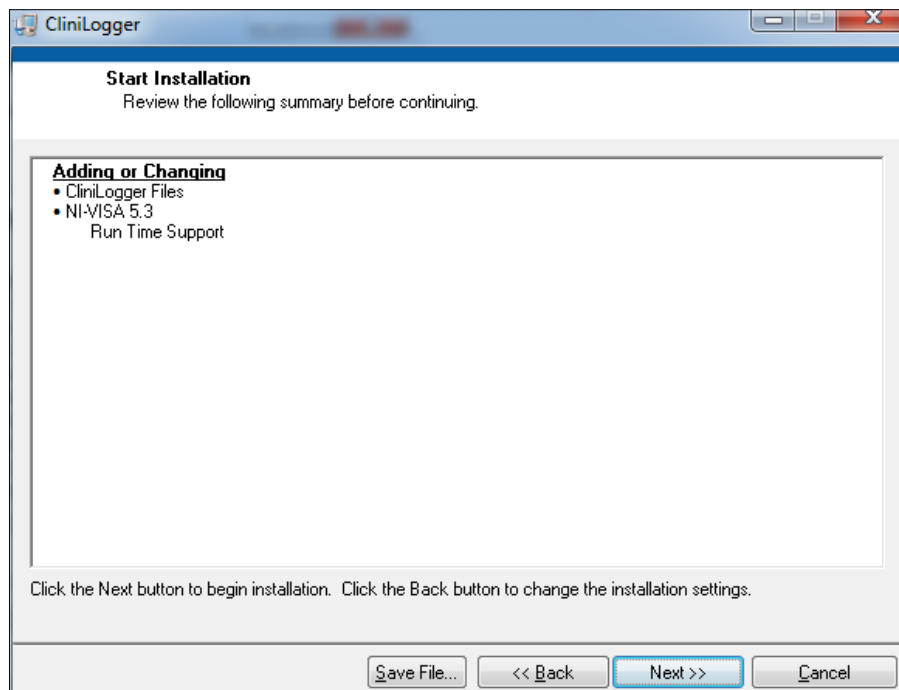 CliniLogger
Start Installation
Review the following summary before continuing.
Adding or Changing
• CliniLogger Files
• NI-VISA 5.3
Run Time Support
Click the Next button to begin installation. Click the Back button to change the installation settings.
Save File... << Back Next >> Cancel